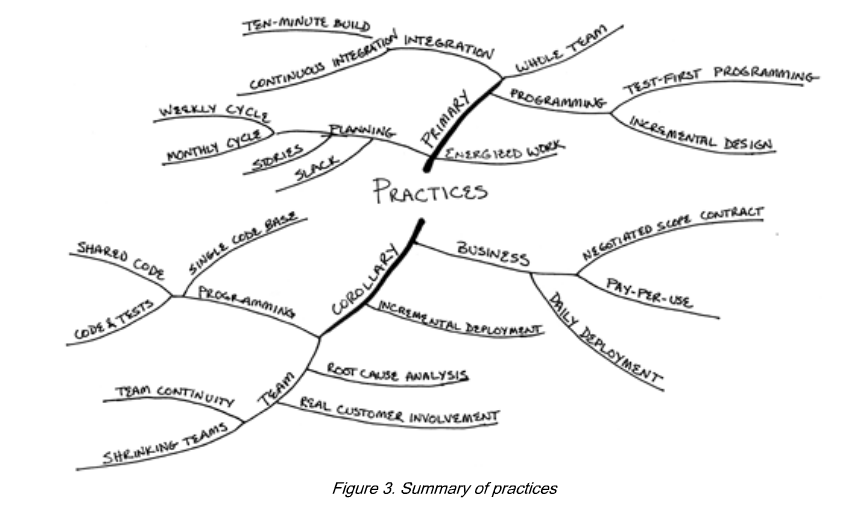 TEN-MINUTE BUILD
CONTINUOUS INTEGRATION
INTEGRATION
WHOLE TEAM
PROGRAMMING
TEST-FIRST PROGRAMMING
INCREMENTAL DESIGN
PRIMARY
ENERGIZED WORK
WEEKLY CYCLE
MONTHLY CYCLE
PLANNING
STORIES
SLACK
PRACTICES
COROLLARY
BUSINESS
NEGOTIATED SCOPE CONTRACT
PAY-PER-USE
DAILY DEPLOYMENT
INCREMENTAL DEPLOYMENT
SHARED CODE
SINGLE CODE BASE
PROGRAMMING
CODE & TESTS
TEAM
ROOT CAUSE ANALYSIS
REAL CUSTOMER INVOLVEMENT
TEAM CONTINUITY
SHRINKING TEAMS
Figure 3. Summary of practices